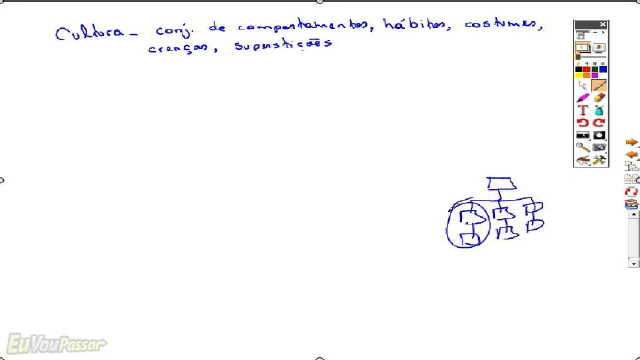 Cultura – conj. de comportamentos, hábitos, costumes,
crenças, superstições
EuVouPassar